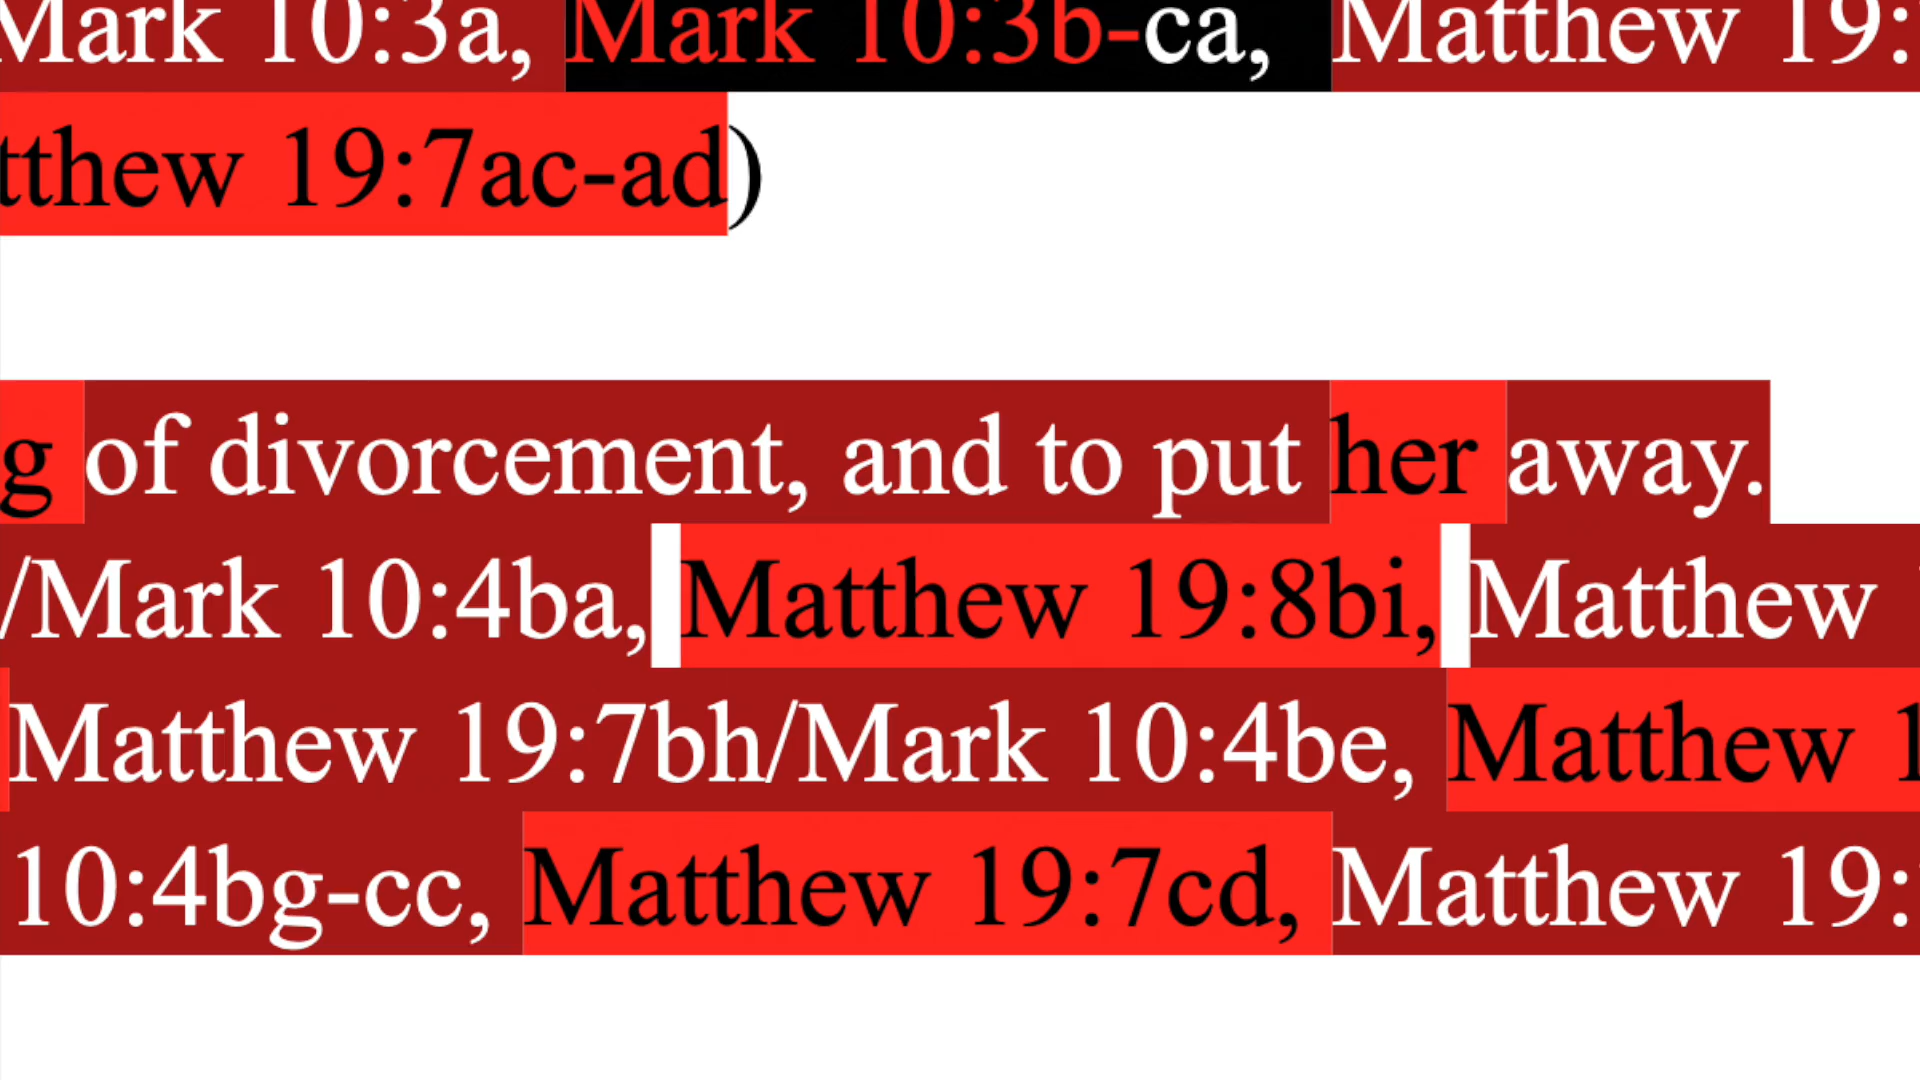 Mark 10:3a, Mark 10:3b-ca, Matthew 19:
tthew 19:7ac-ad)
g of divorcement, and to put her away.
/Mark 10:4ba, Matthew 19:8bi, Matthew
Matthew 19:7bh/Mark 10:4be, Matthew 1
10:4bg-cc, Matthew 19:7cd, Matthew 19: